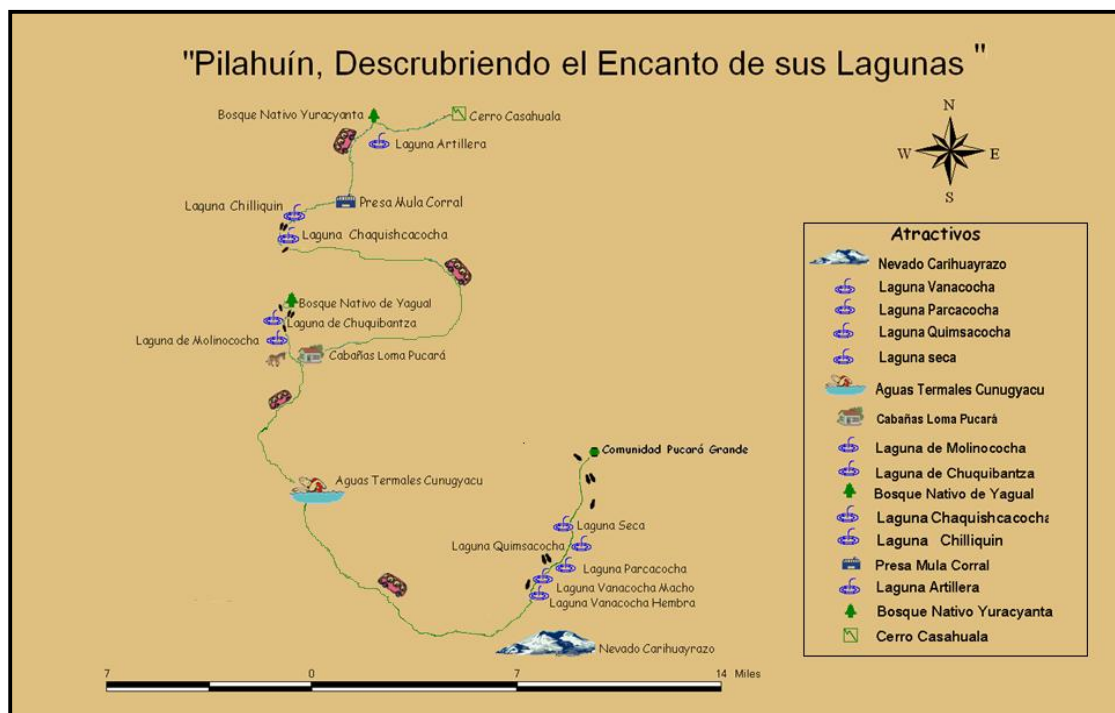 "Pilahuín, Descrubriendo el Encanto de sus Lagunas "
Bosque Nativo Yuracyanta
Cerro Casahuala
Laguna Artillera
N
W
E
S
Laguna Chilliquin
Presa Mula Corral
Laguna Chaquishcacocha
Bosque Nativo de Yagual
Laguna de Chuquibantza
Laguna de Molinococha
Cabañas Loma Pucará
Comunidad Pucará Grande
Aguas Termales Cunugyacu
Laguna Seca
Laguna Quimsacocha
Laguna Parcacocha
Laguna Vanacocha Macho
Laguna Vanacocha Hembra
Nevado Carihuayrazo
7
0
7
14 Miles
Atractivos
Nevado Carihuayrazo
Laguna Vanacocha
Laguna Parcacocha
Laguna Quimsacocha
Laguna seca
Aguas Termales Cunugyacu
Cabañas Loma Pucará
Laguna de Molinococha
Laguna de Chuquibantza
Bosque Nativo de Yagual
Laguna Chaquishcacocha
Laguna Chilliquin
Presa Mula Corral
Laguna Artillera
Bosque Nativo Yuracyanta
Cerro Casahuala